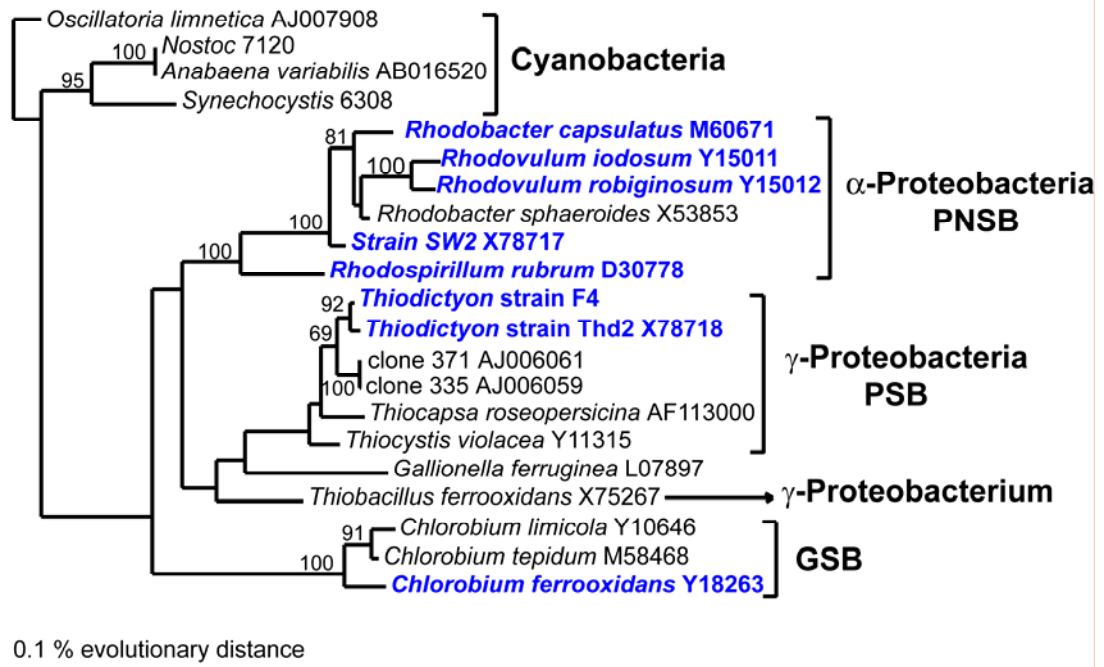 Oscillatoria limnetica AJ007908
100
Nostoc 7120
Anabaena variabilis AB016520
95
Synechocystis 6308
Cyanobacteria
81
Rhodobacter capsulatus M60671
100
Rhodovulum iodosum Y15011
Rhodovulum robiginosum Y15012
Rhodobacter sphaeroides X53853
100
Strain SW2 X78717
100
Rhodospirillum rubrum D30778
α-Proteobacteria
PNSB
92
Thiodictyon strain F4
Thiodictyon strain Thd2 X78718
69
clone 371 AJ006061
100
clone 335 AJ006059
Thiocapsa roseopersicina AF113000
Thiocystis violacea Y11315
γ-Proteobacteria
PSB
Gallionella ferruginea L07897
Thiobacillus ferrooxidans X75267
γ-Proteobacterium
91
Chlorobium limicola Y10646
Chlorobium tepidum M58468
100
Chlorobium ferrooxidans Y18263
GSB
0.1 % evolutionary distance